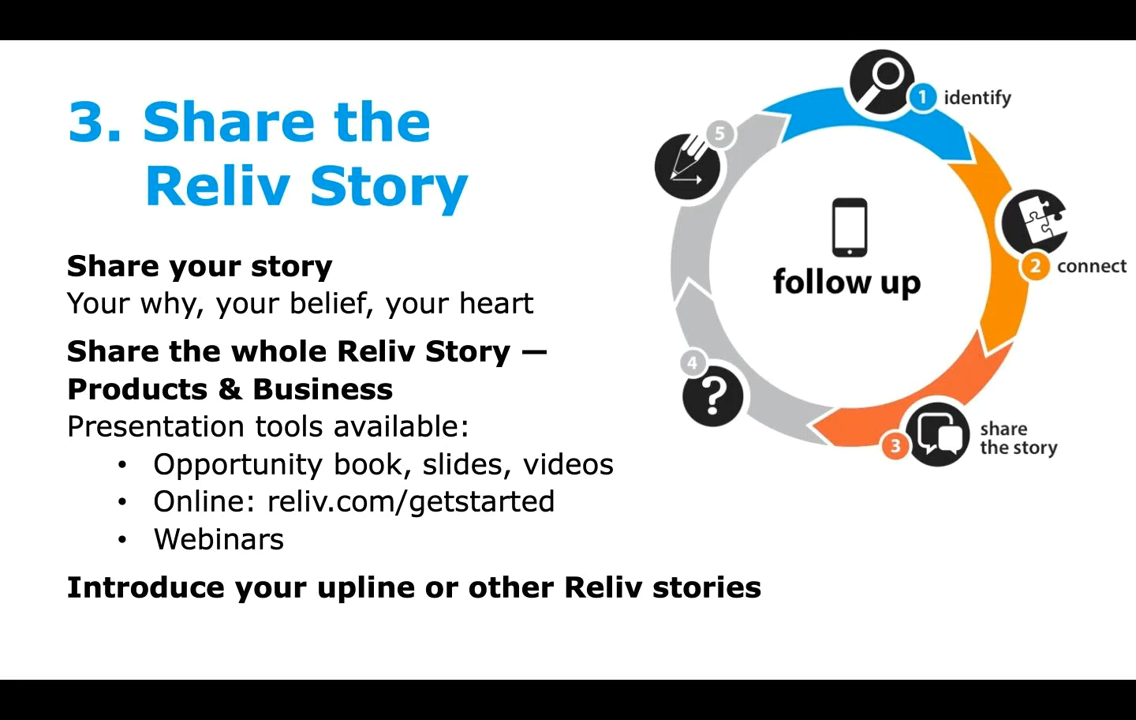 3. Share the
Reliv Story
Share your story
Your why, your belief, your heart
Share the whole Reliv Story —
Products & Business
Presentation tools available:
• Opportunity book, slides, videos
• Online: reliv.com/getstarted
• Webinars
Introduce your upline or other Reliv stories
1 identify
2 connect
3 share
the story
4
?
5
follow up